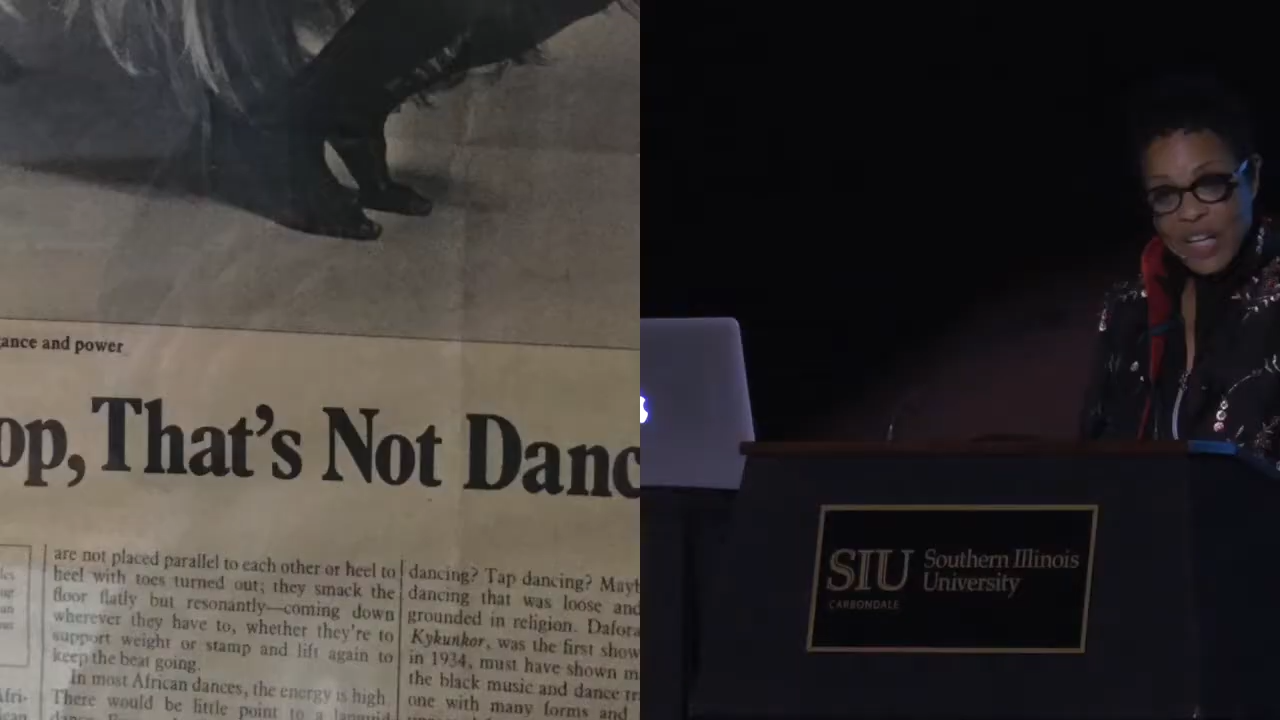 ance and power
op, That's Not Danc
are not placed parallel to each other or heel to
heel with toes turned out; they smack the
floor flatly but resonantly—coming down
wherever they have to, whether they're to
support weight or stamp and lift again to
keep the beat going.
In most African dances, the energy is high.
There would be little point to a languid
dancing? Tap dancing? Mayb
dancing that was loose and
grounded in religion. Dafora
Kykunkor, was the first show
in 1934, must have shown m
the black music and dance tr
one with many forms and
SIU Southern Illinois
University
CARBONDALE